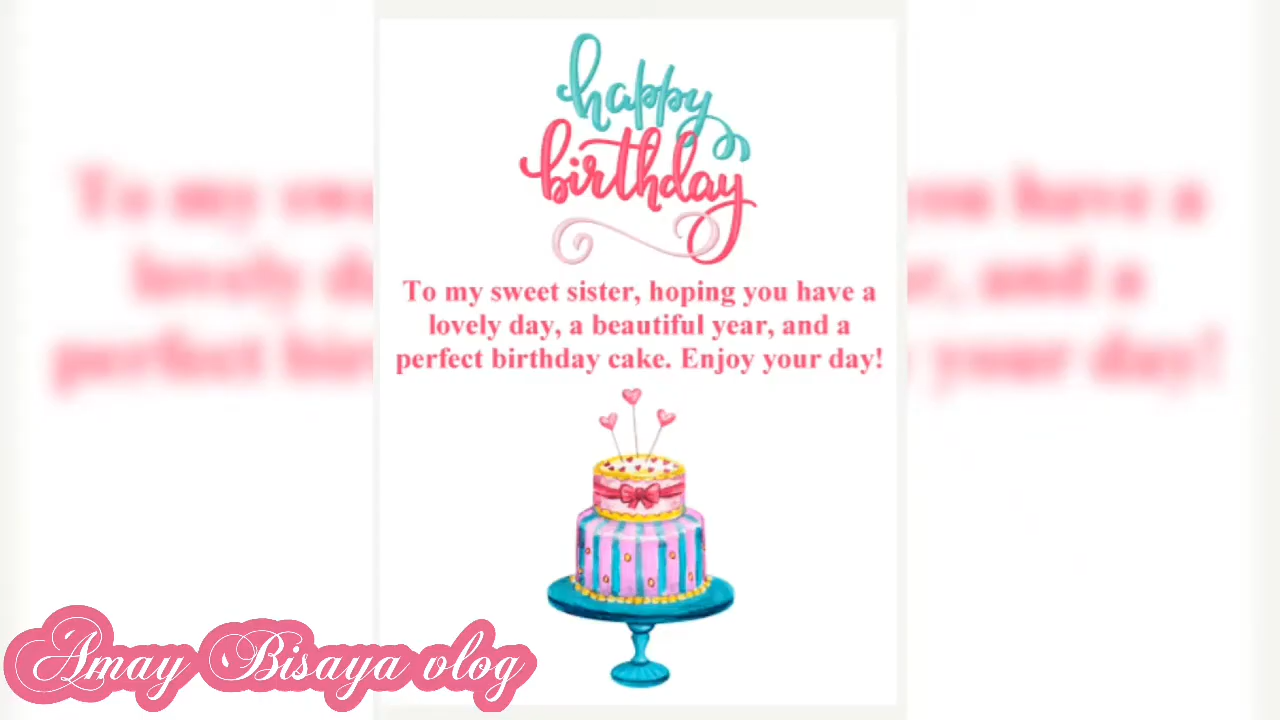 happy
birthday
To my sweet sister, hoping you have a
lovely day, a beautiful year, and a
perfect birthday cake. Enjoy your day!
Amay Bisaya vlog